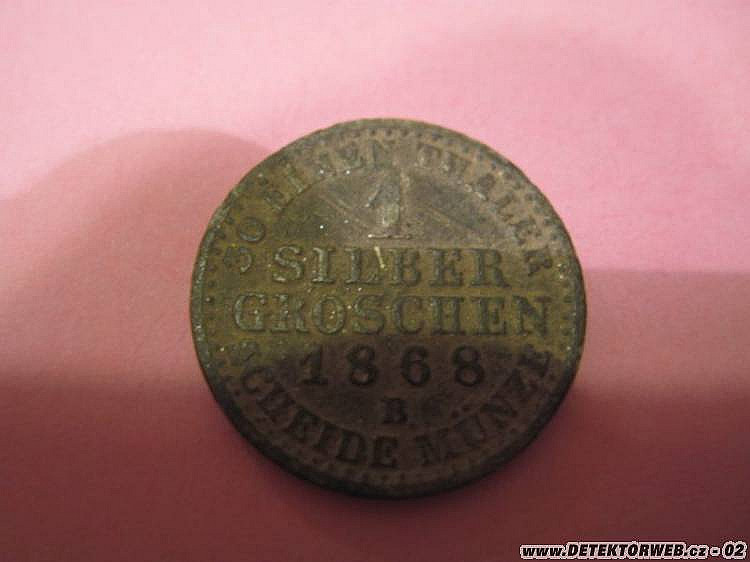 30 EINEN THALER
1
SILBER
GROSCHEN
1868
B
SCHEIDE MÜNZE
www.DETEKTORWEB.cz - 02